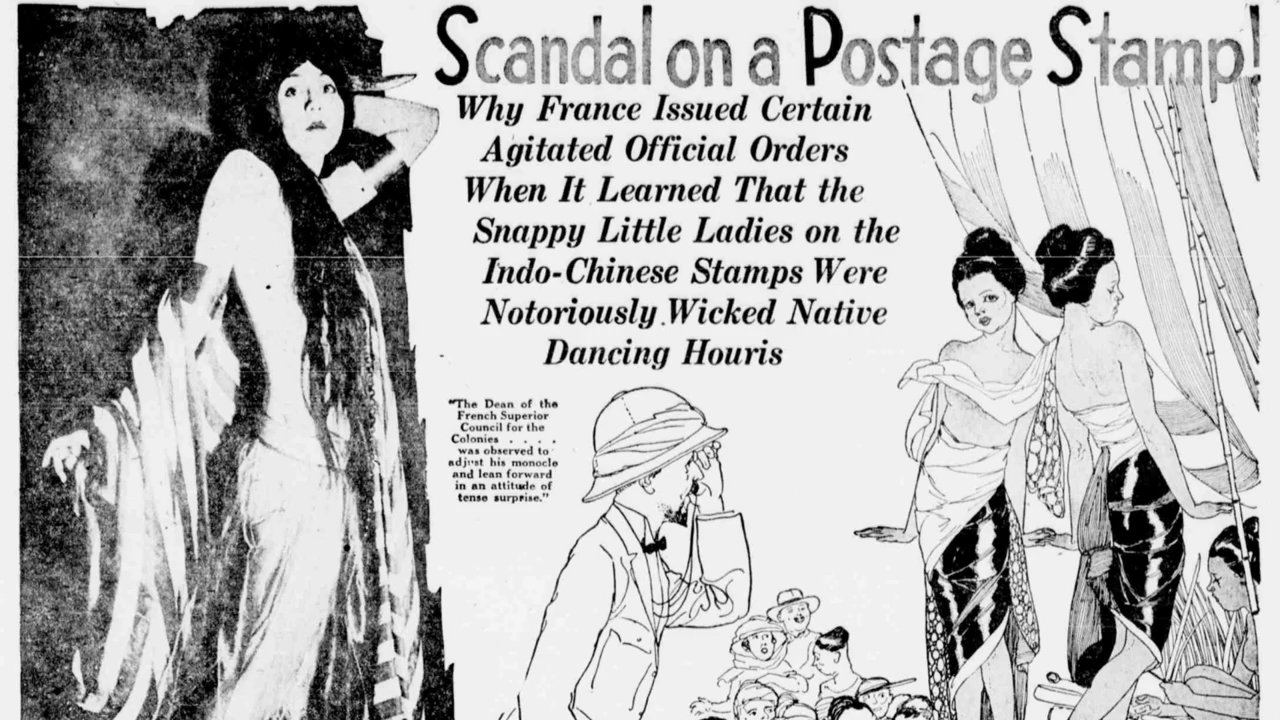 Scandal on a Postage Stamp!
Why France Issued Certain
Agitated Official Orders
When It Learned That the
Snappy Little Ladies on the
Indo-Chinese Stamps Were
Notoriously Wicked Native
Dancing Houris
"The Dean of the
French Superior
Council for the
Colonies . . . .
was observed to
adjust his monocle
and lean forward
in an attitude of
tense surprise."